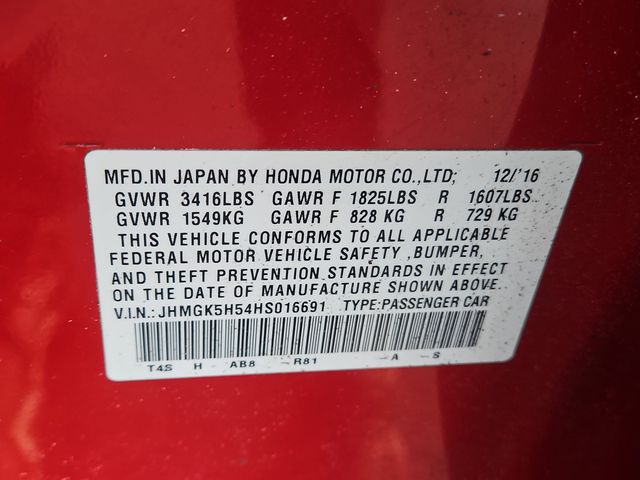 MFD.IN JAPAN BY HONDA MOTOR CO.,LTD; 12/'16
GVWR 3416LBS GAWR F 1825LBS R 1607LBS
GVWR 1549KG GAWR F 828 KG R 729 KG
THIS VEHICLE CONFORMS TO ALL APPLICABLE
FEDERAL MOTOR VEHICLE SAFETY ,BUMPER,
AND THEFT PREVENTION STANDARDS IN EFFECT
ON THE DATE OF MANUFACTURE SHOWN ABOVE.
V.I.N.: JHMGK5H54HS016691 TYPE:PASSENGER CAR
T4S H AB8 -R81 -A -S